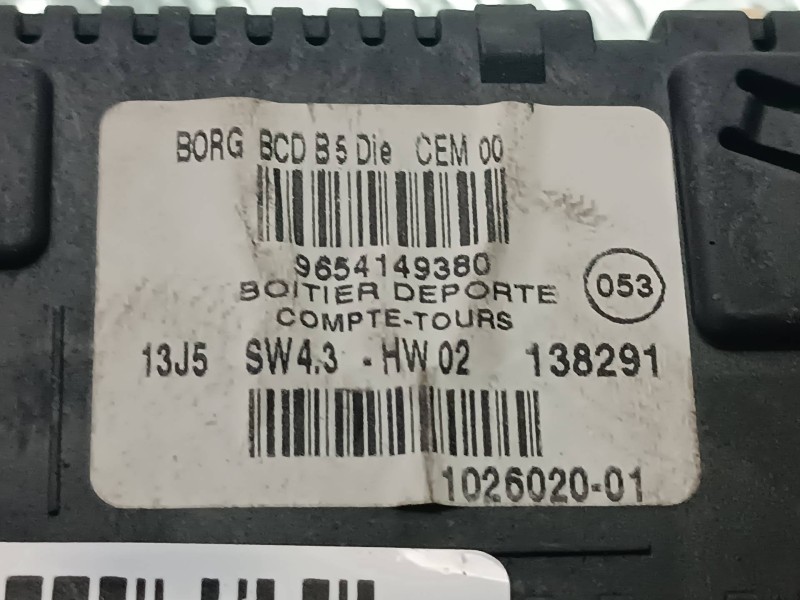 BORG BCD B5 Die CEM 00
9654149380
BOITIER DEPORTE
COMPTE-TOURS
053
13J5 SW4.3 - HW 02 138291
1026020-01